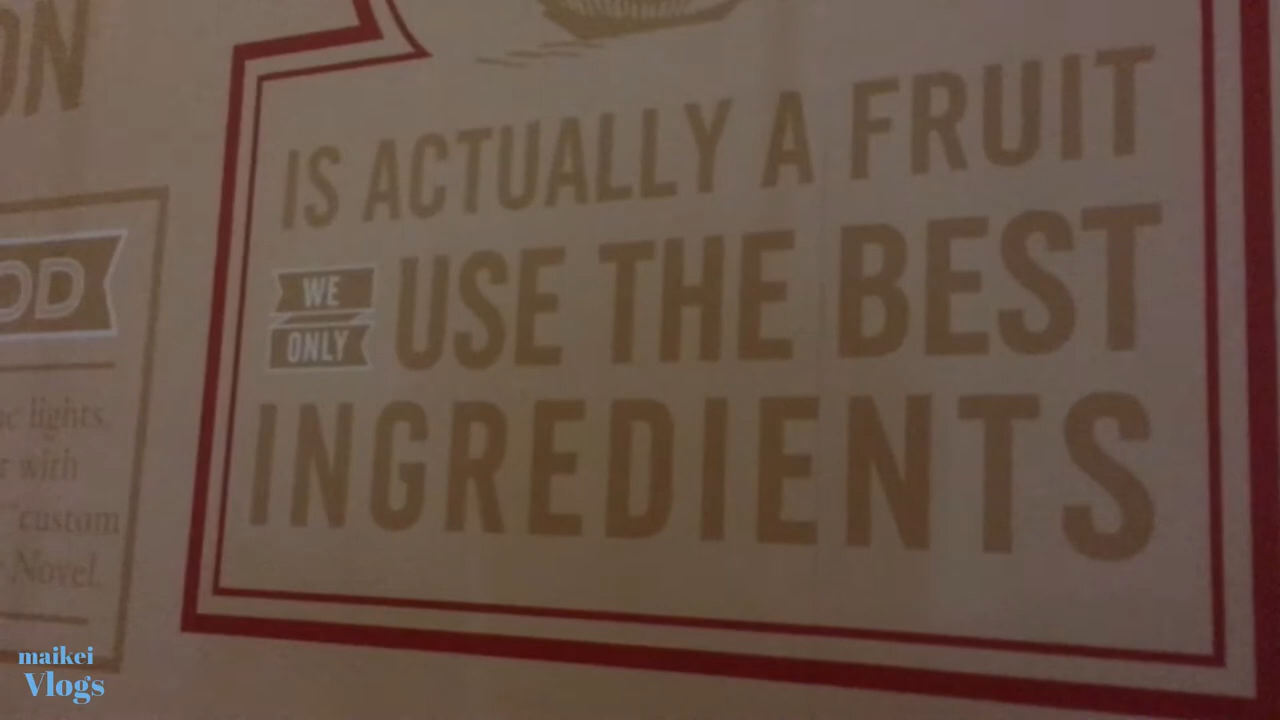 ON
IS ACTUALLY A FRUIT
WE
ONLY
USE THE BEST
INGREDIENTS
OD
lights.
with
"custom
Novel.
maikei
Vlogs